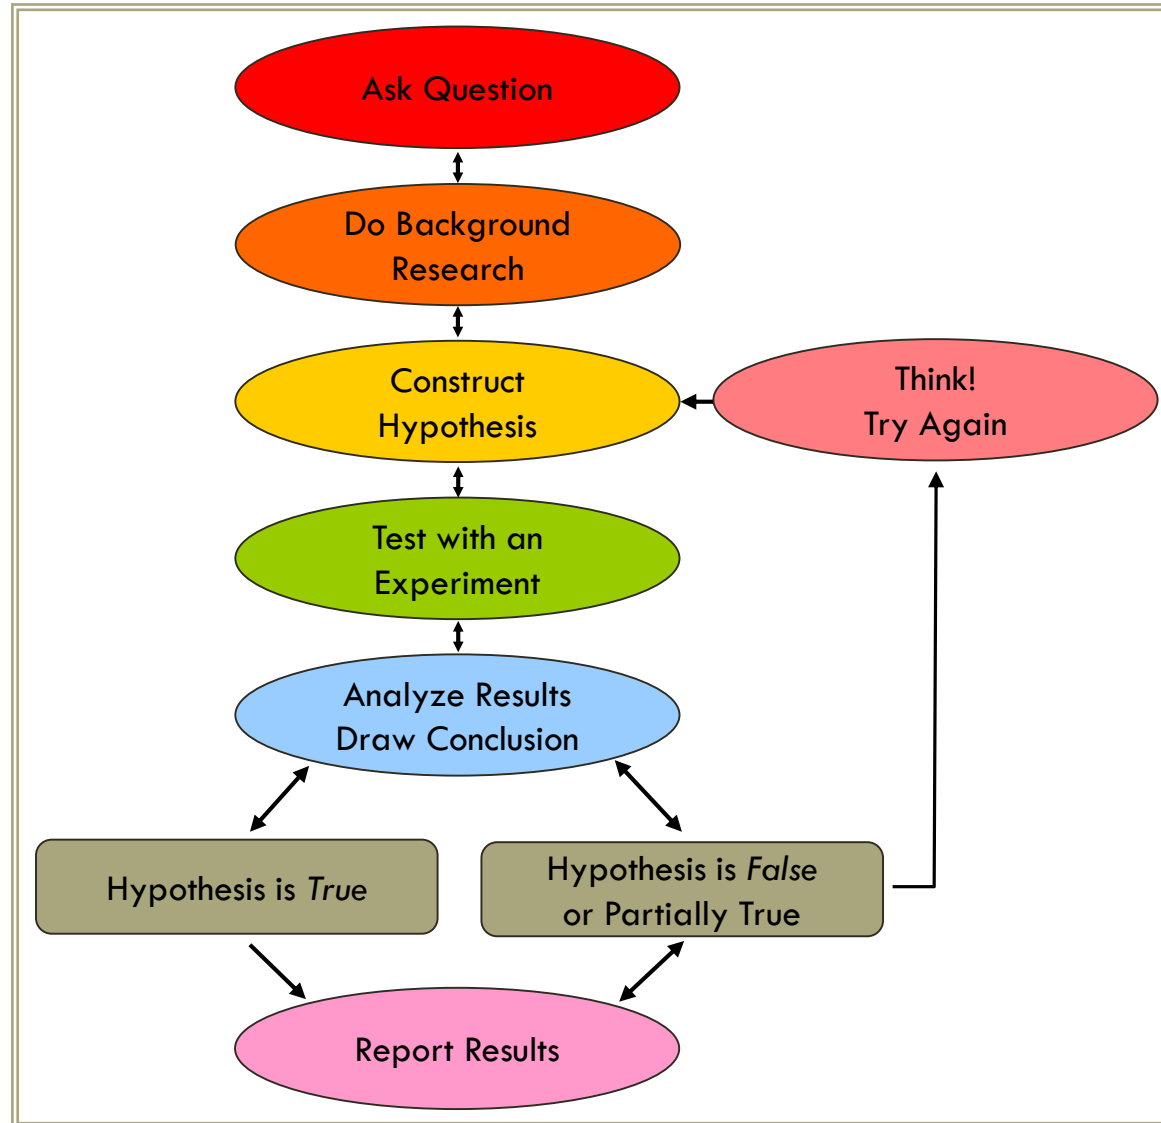 Ask Question
Do Background
Research
Construct
Hypothesis
Think!
Try Again
Test with an
Experiment
Analyze Results
Draw Conclusion
Hypothesis is True
Hypothesis is False
or Partially True
Report Results